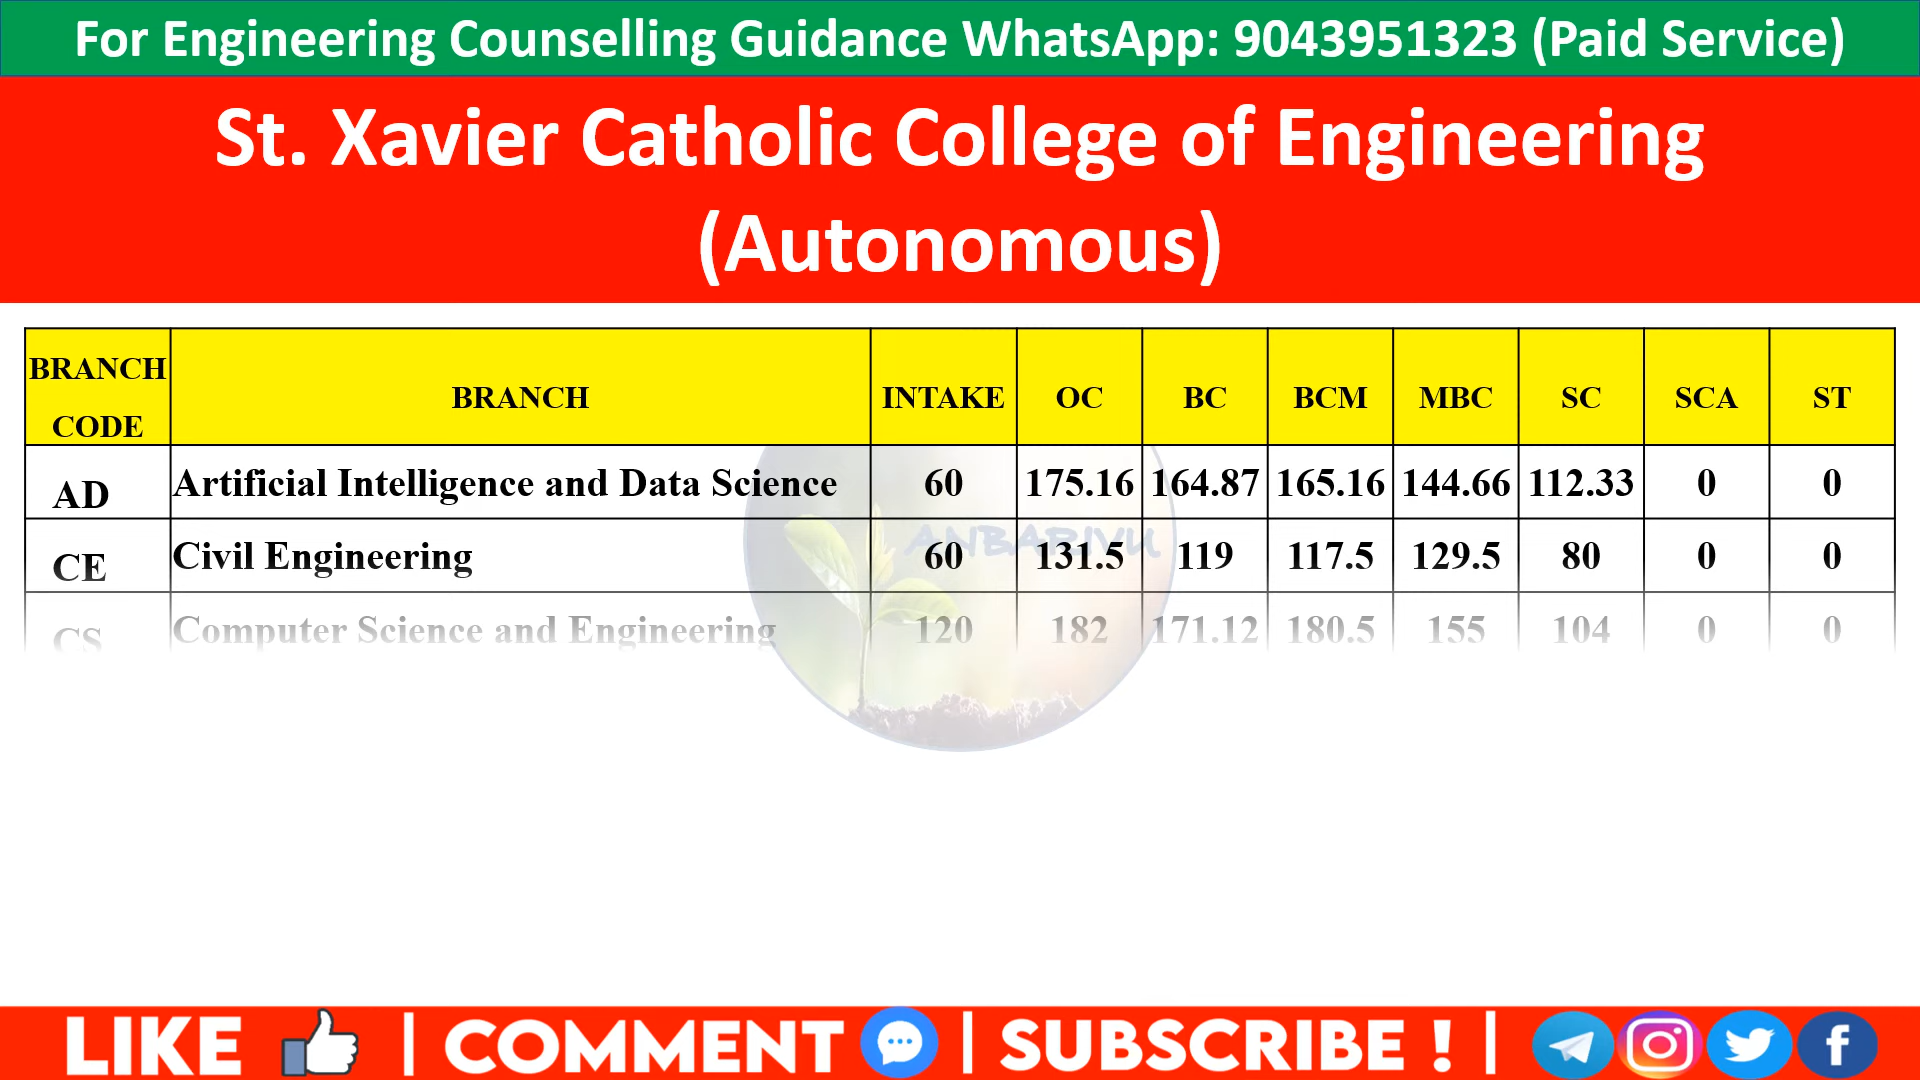 For Engineering Counselling Guidance WhatsApp: 9043951323 (Paid Service)
St. Xavier Catholic College of Engineering
(Autonomous)
BRANCH CODE BRANCH INTAKE OC BC BCM MBC SC SCA ST
AD Artificial Intelligence and Data Science 60 175.16 164.87 165.16 144.66 112.33 0 0
ANBARIVU
CE Civil Engineering 60 131.5 119 117.5 129.5 80 0 0
CS Computer Science and Engineering 120 182 171.12 180.5 155 104 0 0
LIKE | COMMENT | SUBSCRIBE ! |